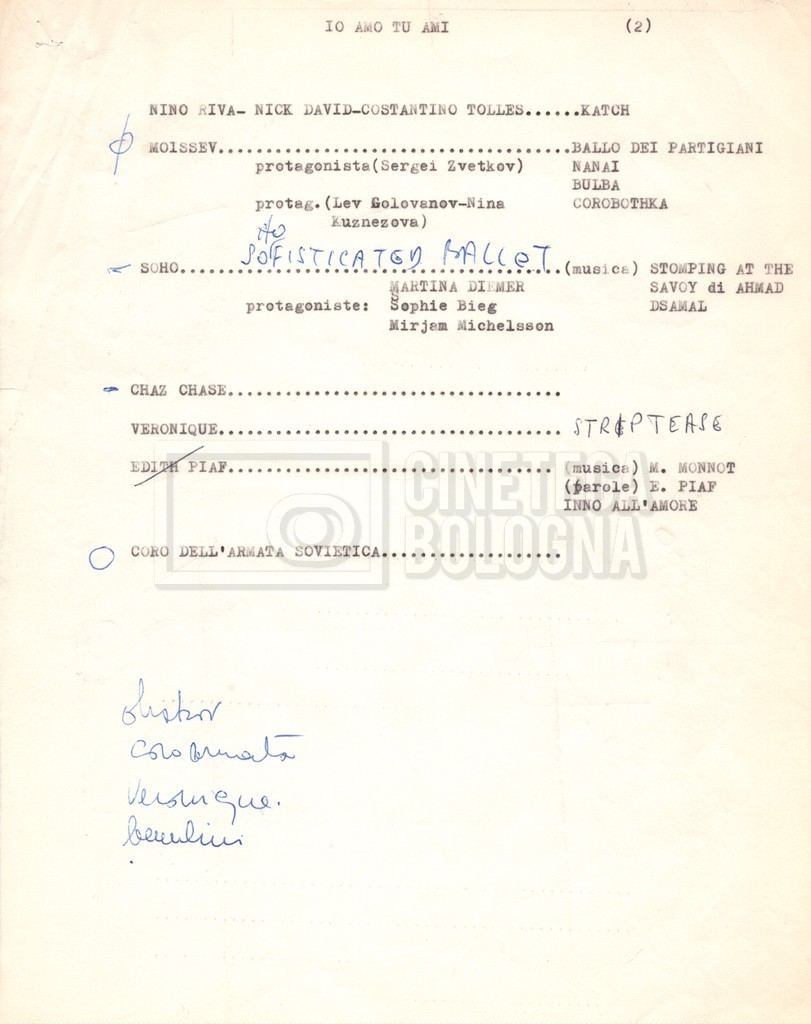 IO AMO TU AMI (2)
NINO RIVA- NICK DAVID-COSTANTINO TOLLES......KATCH
MOISSEV.....................................BALLO DEI PARTIGIANI
protagonista(Sergei Zvetkov) NANAI
BULBA
protag.(Lev Golovanov-Nina COROBOTHKA
Kuznezova)
SOFISTICATED BALLET
SOHO........................................(musica) STOMPING AT THE
MARTINA DIEMER SAVOY di AHMAD
protagoniste: Sophie Bieg DSAMAL
Mirjam Michelsson
- CHAZ CHASE...................................
VERONIQUE.................................... STRIPTEASE
EDITH PIAF.................................. (musica) M. MONNOT
(parole) E. PIAF
INNO ALL'AMORE
CINETECA
BOLOGNA
CORO DELL'ARMATA SOVIETICA...................
Coro armata
Veronique.
bambini